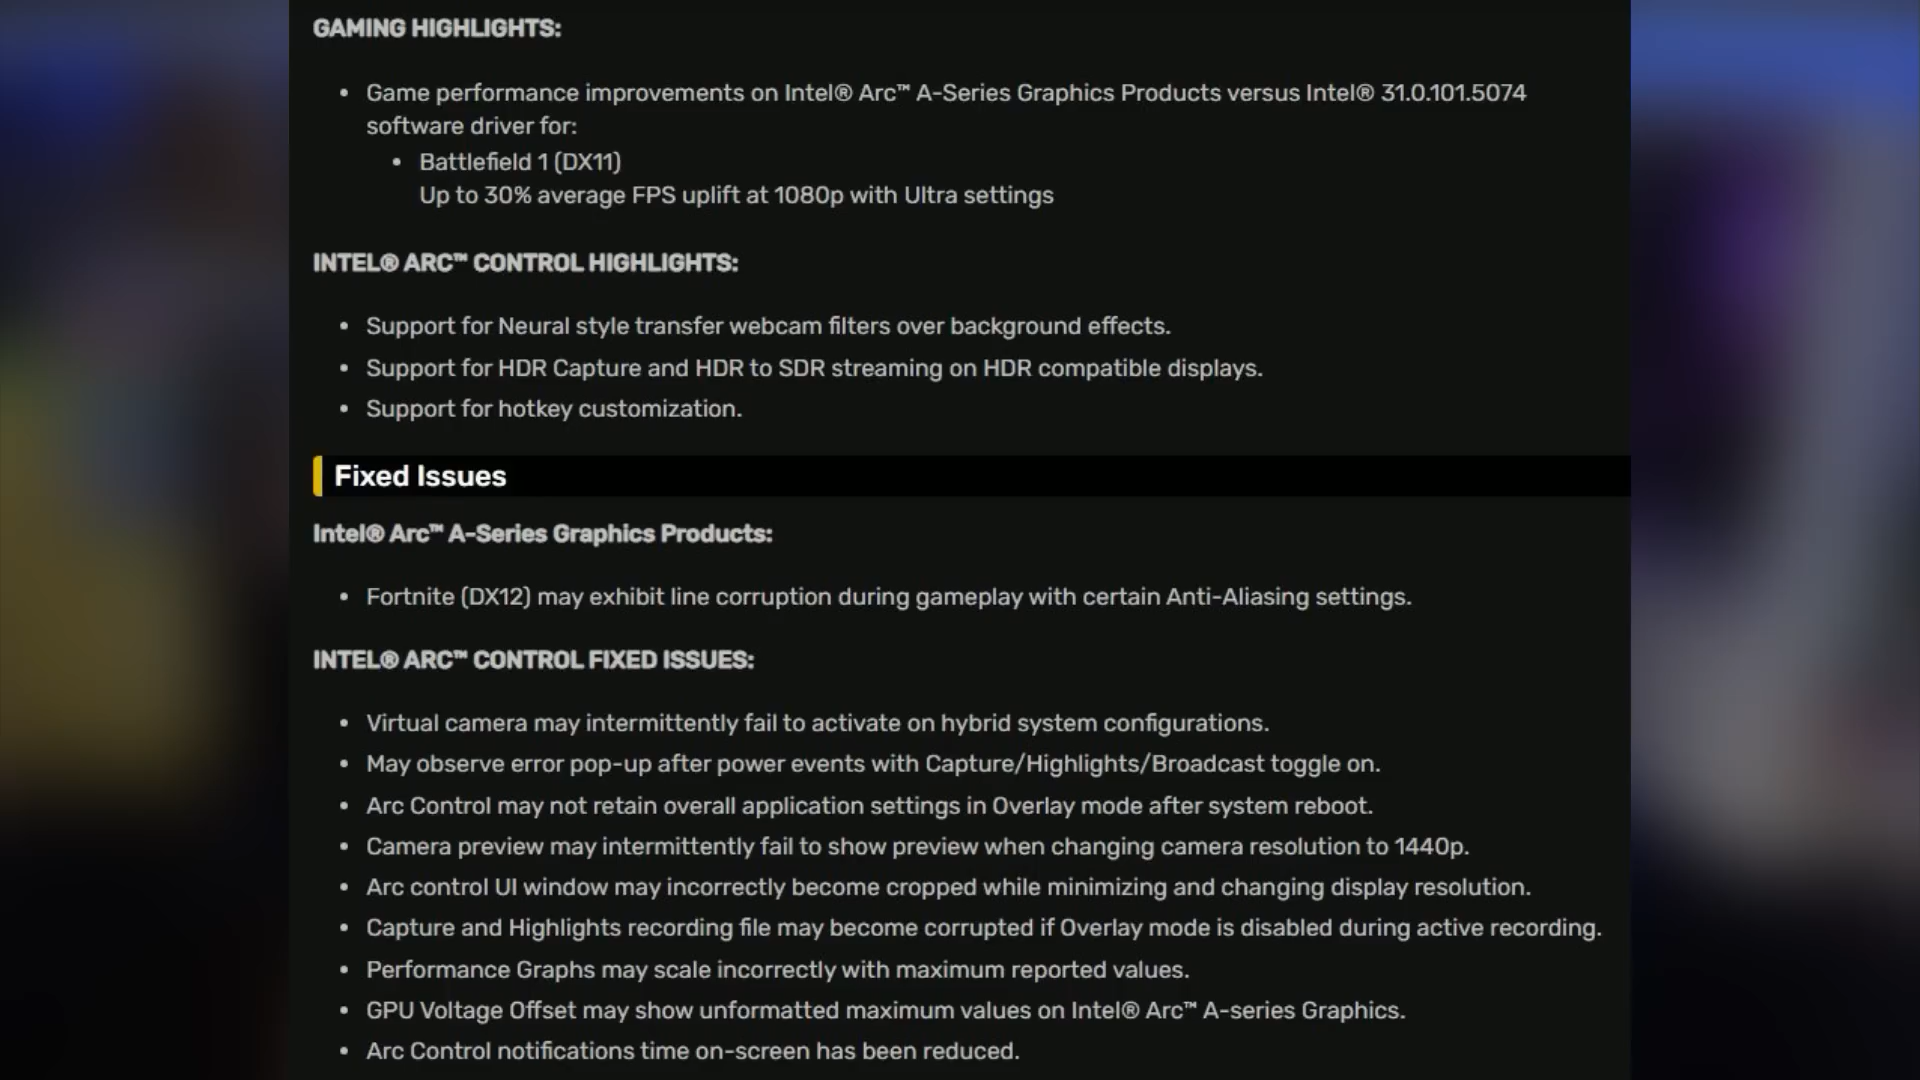 GAMING HIGHLIGHTS:
• Game performance improvements on Intel® Arc™ A-Series Graphics Products versus Intel® 31.0.101.5074
software driver for:
• Battlefield 1 (DX11)
Up to 30% average FPS uplift at 1080p with Ultra settings
INTEL® ARC™ CONTROL HIGHLIGHTS:
• Support for Neural style transfer webcam filters over background effects.
• Support for HDR Capture and HDR to SDR streaming on HDR compatible displays.
• Support for hotkey customization.
Fixed Issues
Intel® Arc™ A-Series Graphics Products:
• Fortnite (DX12) may exhibit line corruption during gameplay with certain Anti-Aliasing settings.
INTEL® ARC™ CONTROL FIXED ISSUES:
• Virtual camera may intermittently fail to activate on hybrid system configurations.
• May observe error pop-up after power events with Capture/Highlights/Broadcast toggle on.
• Arc Control may not retain overall application settings in Overlay mode after system reboot.
• Camera preview may intermittently fail to show preview when changing camera resolution to 1440p.
• Arc control UI window may incorrectly become cropped while minimizing and changing display resolution.
• Capture and Highlights recording file may become corrupted if Overlay mode is disabled during active recording.
• Performance Graphs may scale incorrectly with maximum reported values.
• GPU Voltage Offset may show unformatted maximum values on Intel® Arc™ A-series Graphics.
• Arc Control notifications time on-screen has been reduced.